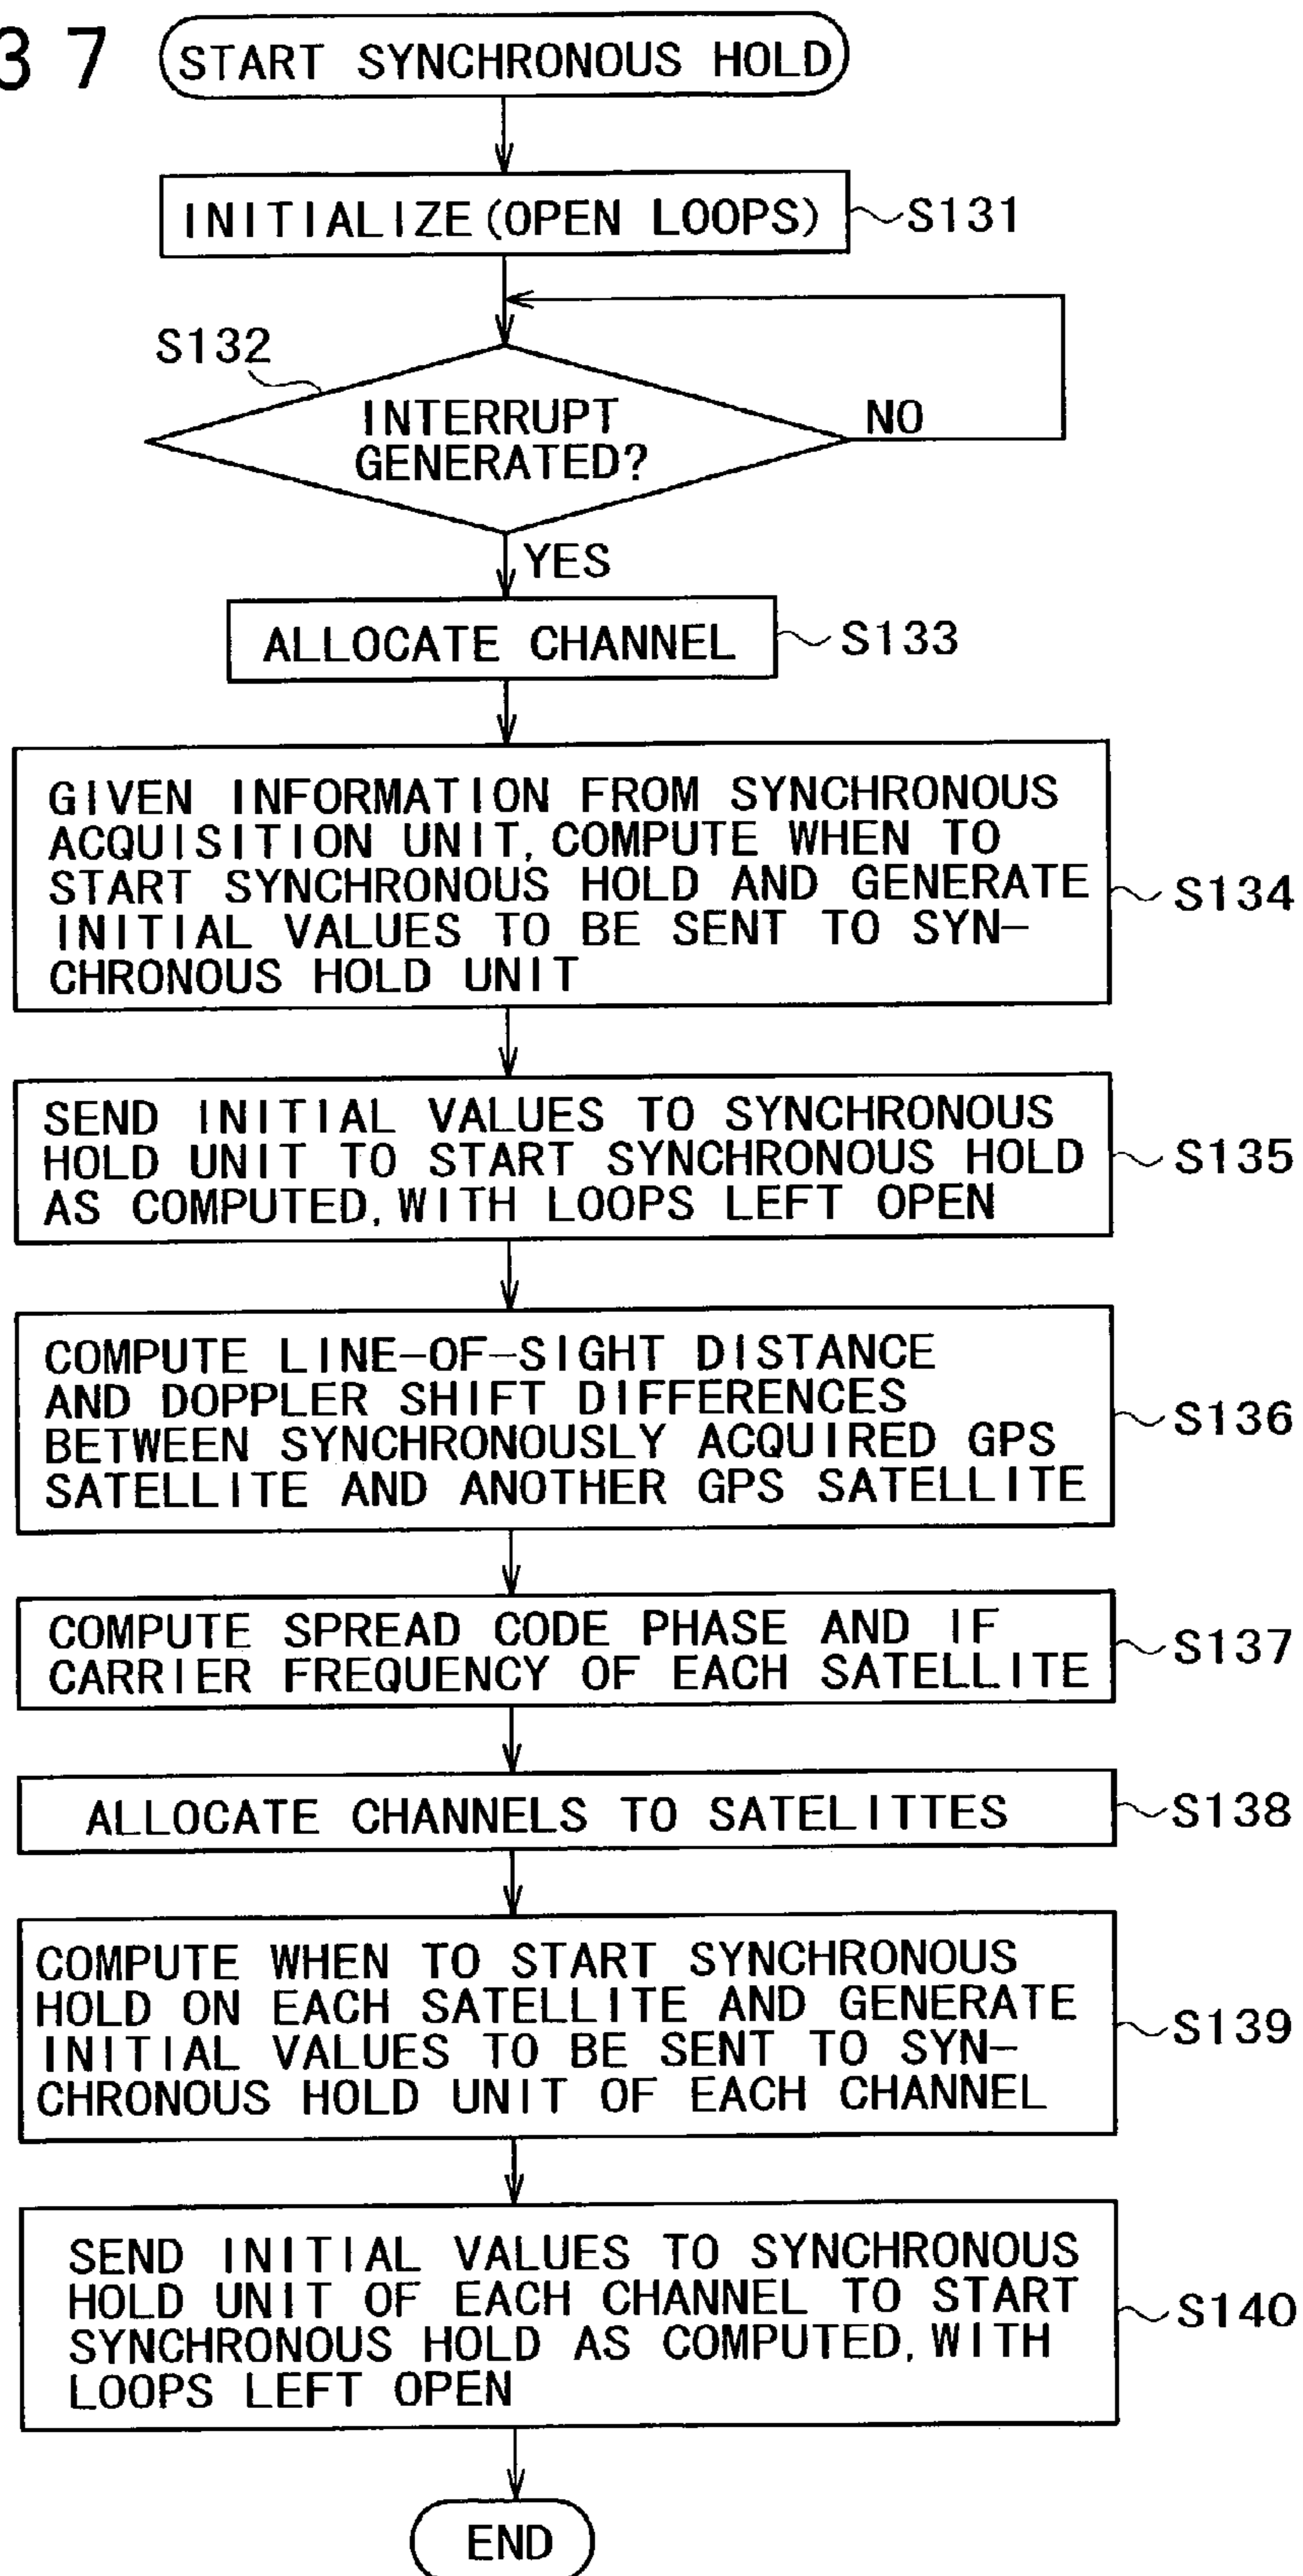 37
START SYNCHRONOUS HOLD
INITIALIZE (OPEN LOOPS)
S131
S132
INTERRUPT
GENERATED?
NO
YES
ALLOCATE CHANNEL
S133
GIVEN INFORMATION FROM SYNCHRONOUS
ACQUISITION UNIT, COMPUTE WHEN TO
START SYNCHRONOUS HOLD AND GENERATE
INITIAL VALUES TO BE SENT TO SYN-
CHRONOUS HOLD UNIT
S134
SEND INITIAL VALUES TO SYNCHRONOUS
HOLD UNIT TO START SYNCHRONOUS HOLD
AS COMPUTED, WITH LOOPS LEFT OPEN
S135
COMPUTE LINE-OF-SIGHT DISTANCE
AND DOPPLER SHIFT DIFFERENCES
BETWEEN SYNCHRONOUSLY ACQUIRED GPS
SATELLITE AND ANOTHER GPS SATELLITE
S136
COMPUTE SPREAD CODE PHASE AND IF
CARRIER FREQUENCY OF EACH SATELLITE
S137
ALLOCATE CHANNELS TO SATELITTES
S138
COMPUTE WHEN TO START SYNCHRONOUS
HOLD ON EACH SATELLITE AND GENERATE
INITIAL VALUES TO BE SENT TO SYN-
CHRONOUS HOLD UNIT OF EACH CHANNEL
S139
SEND INITIAL VALUES TO SYNCHRONOUS
HOLD UNIT OF EACH CHANNEL TO START
SYNCHRONOUS HOLD AS COMPUTED, WITH
LOOPS LEFT OPEN
S140
END